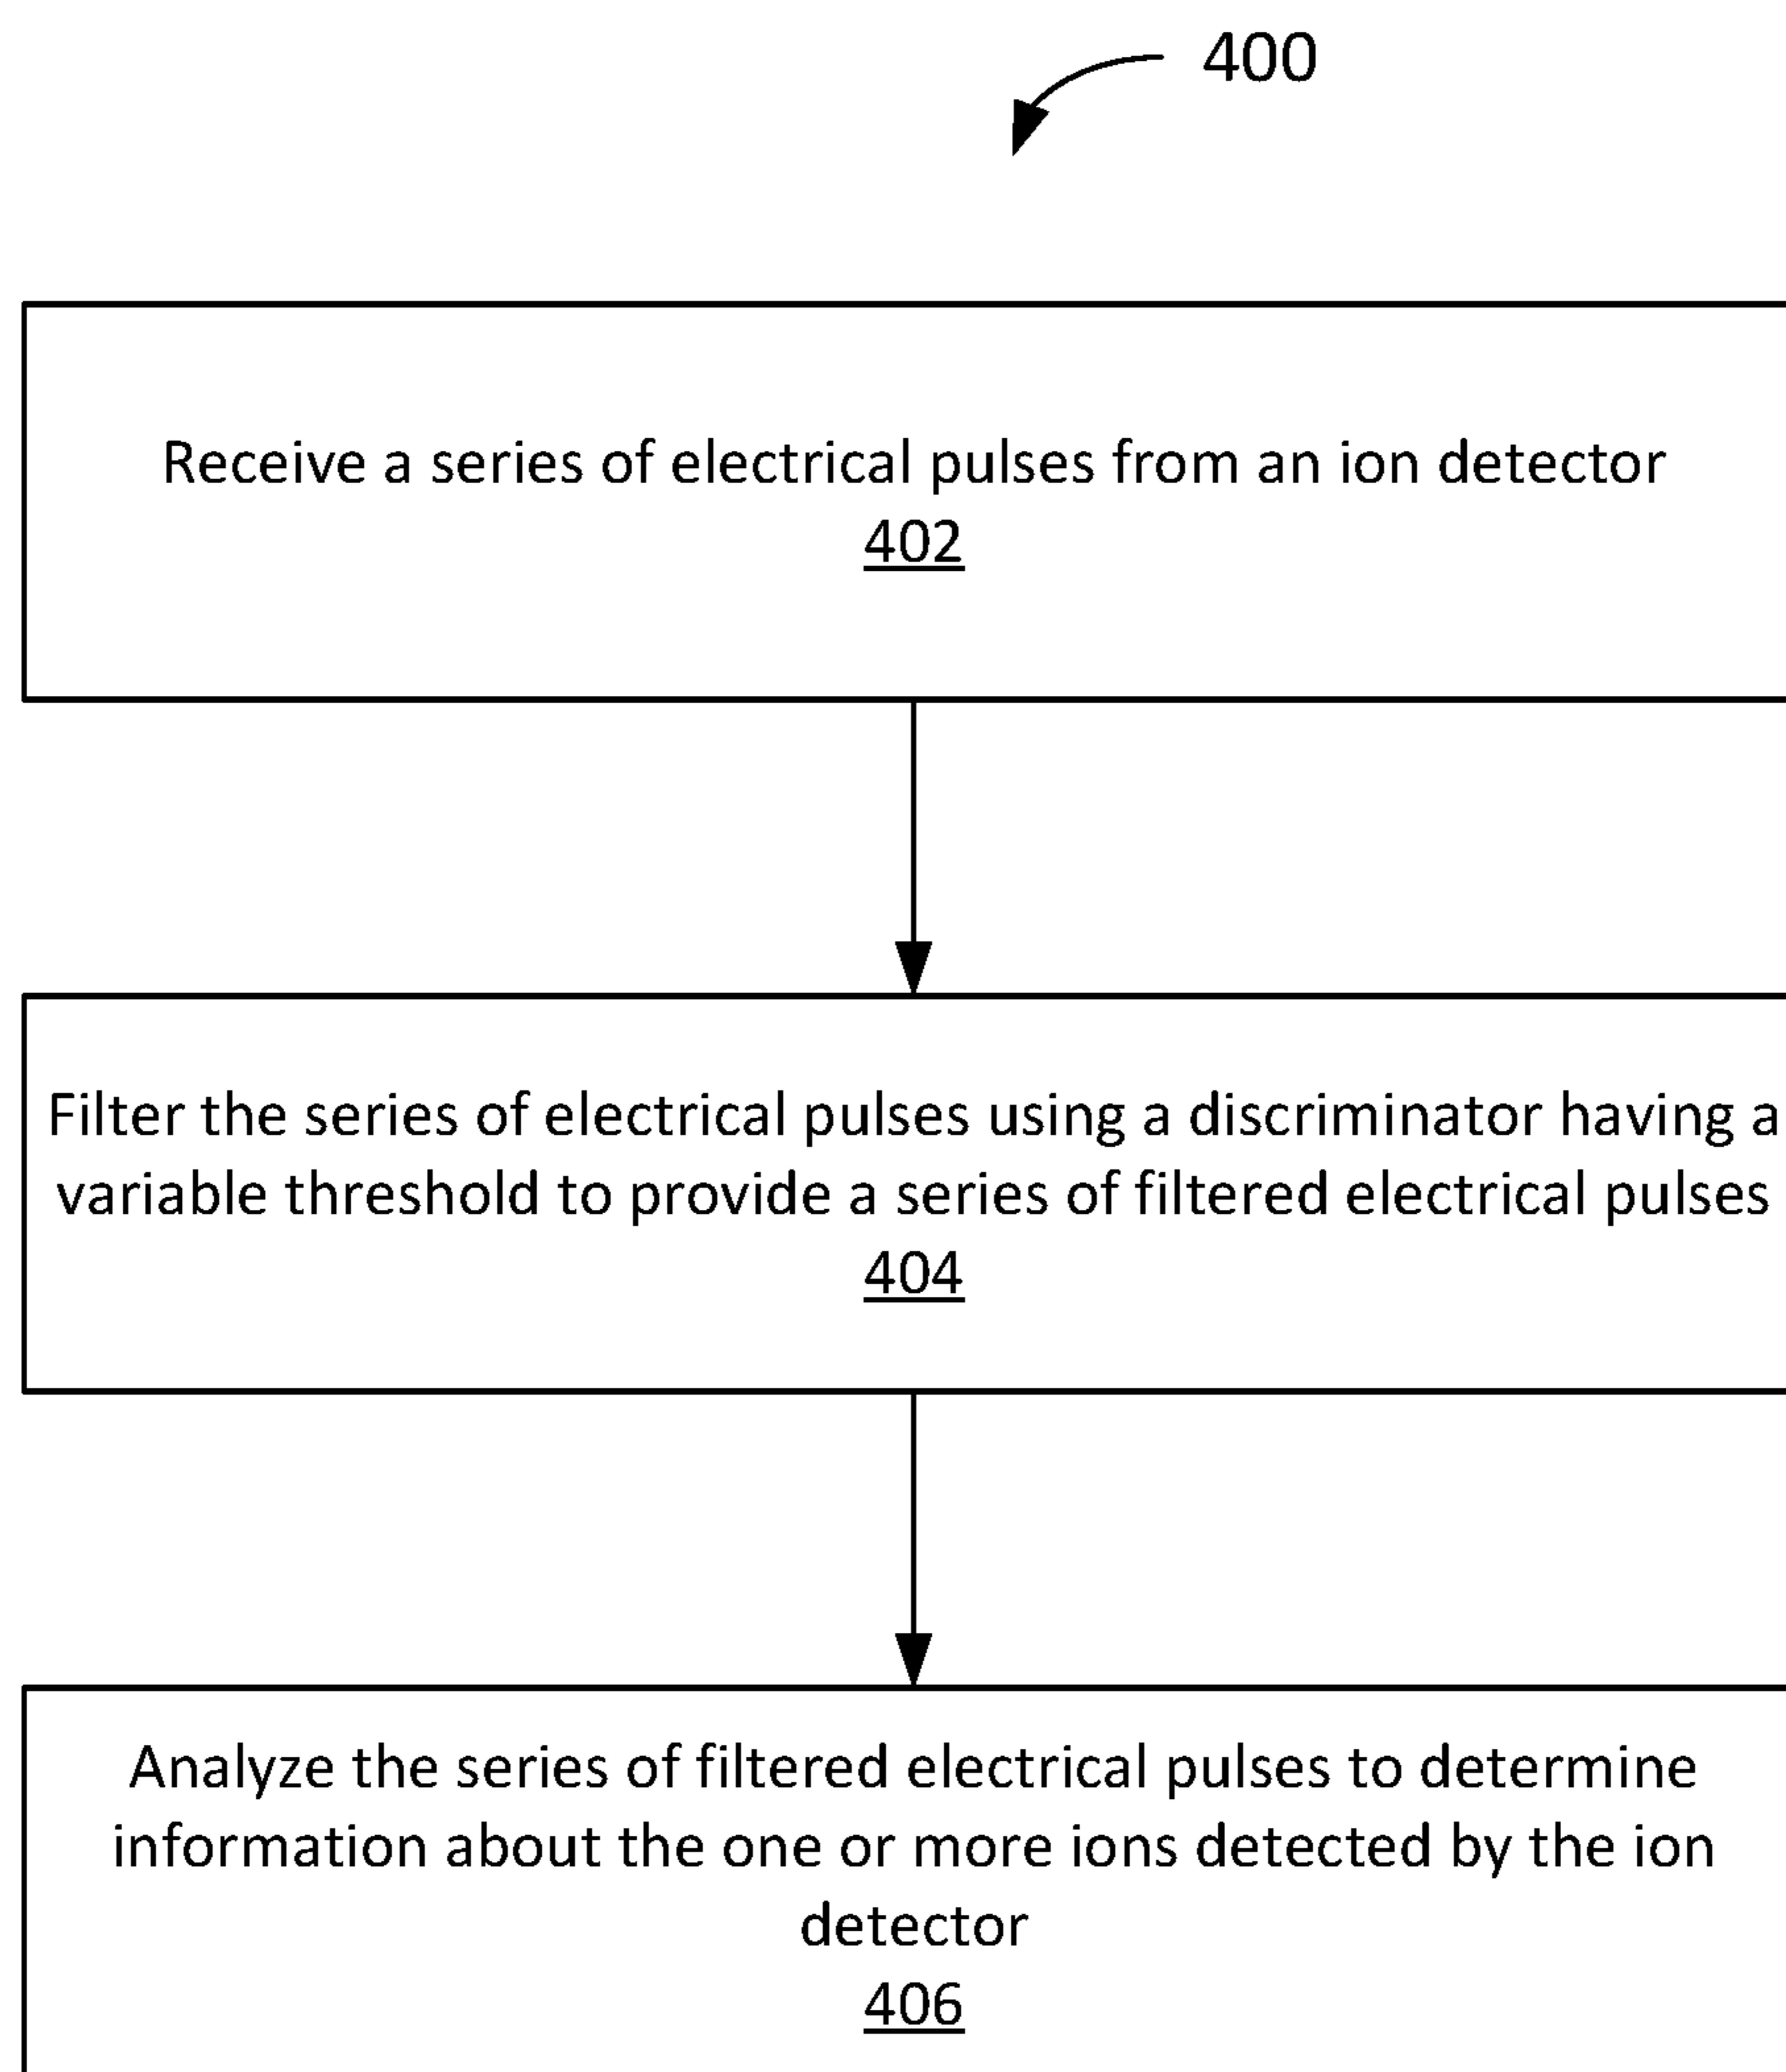 400
Receive a series of electrical pulses from an ion detector
402
Filter the series of electrical pulses using a discriminator having a
variable threshold to provide a series of filtered electrical pulses
404
Analyze the series of filtered electrical pulses to determine
information about the one or more ions detected by the ion
detector
406